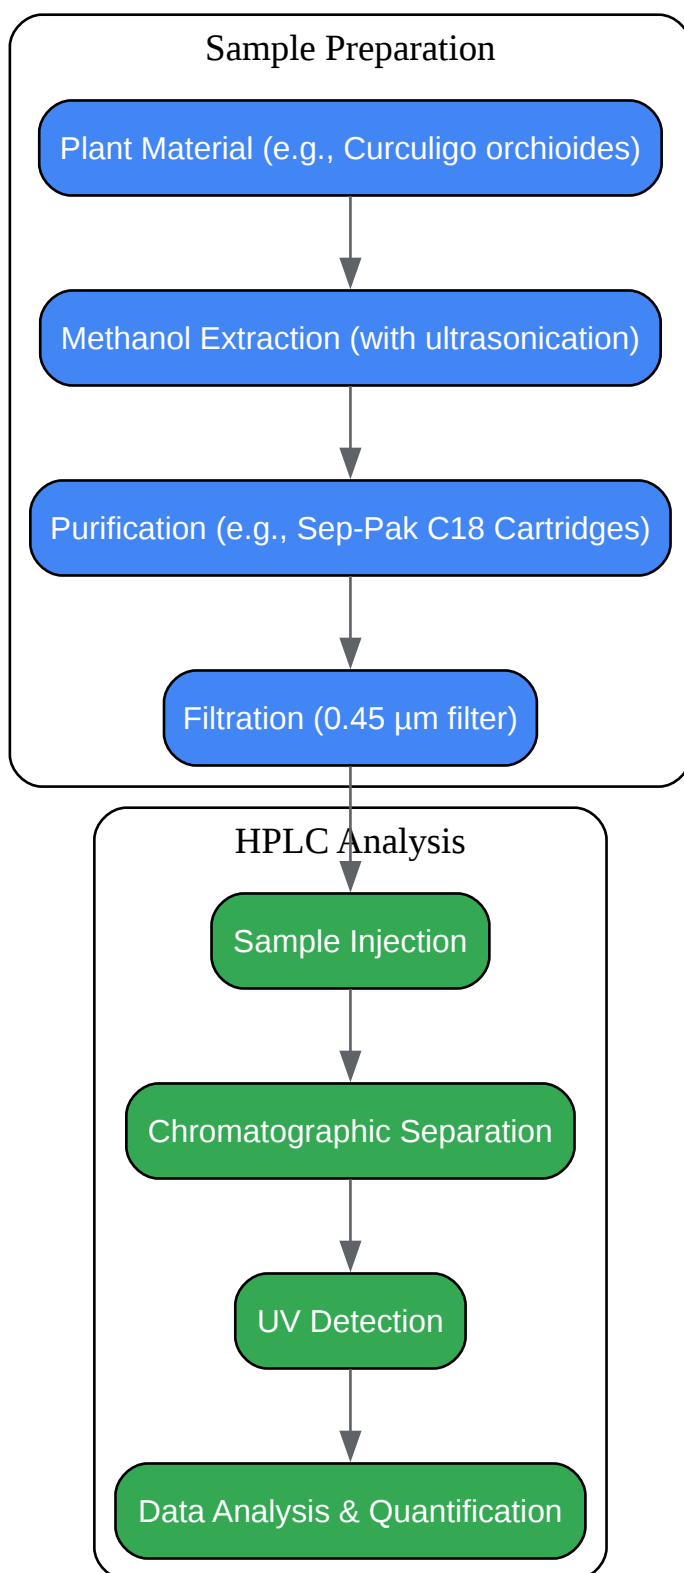 Sample Preparation
Plant Material (e.g., Curculigo orchioides)
Methanol Extraction (with ultrasonication)
Purification (e.g., Sep-Pak C18 Cartridges)
Filtration (0.45 µm filter)
HPLC Analysis
Sample Injection
Chromatographic Separation
UV Detection
Data Analysis & Quantification